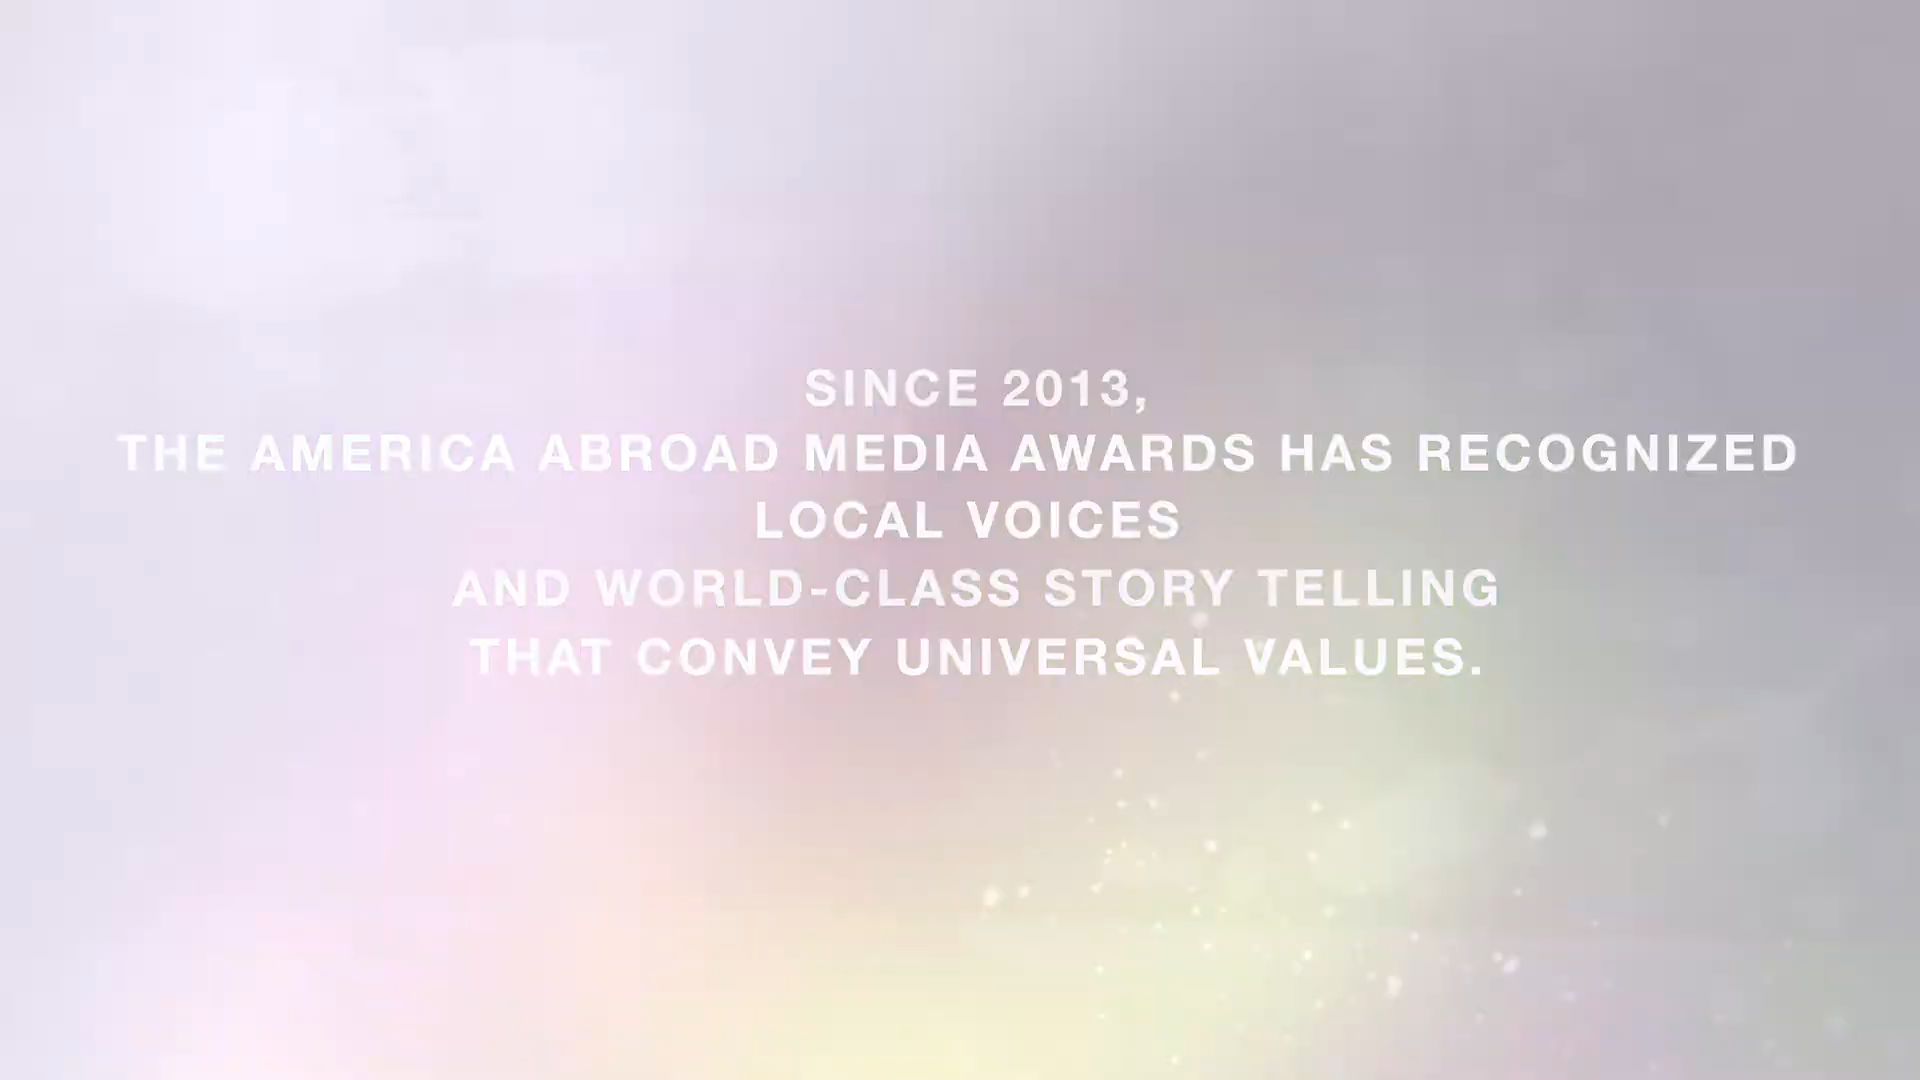 SINCE 2013,
THE AMERICA ABROAD MEDIA AWARDS HAS RECOGNIZED
LOCAL VOICES
AND WORLD-CLASS STORY TELLING
THAT CONVEY UNIVERSAL VALUES.